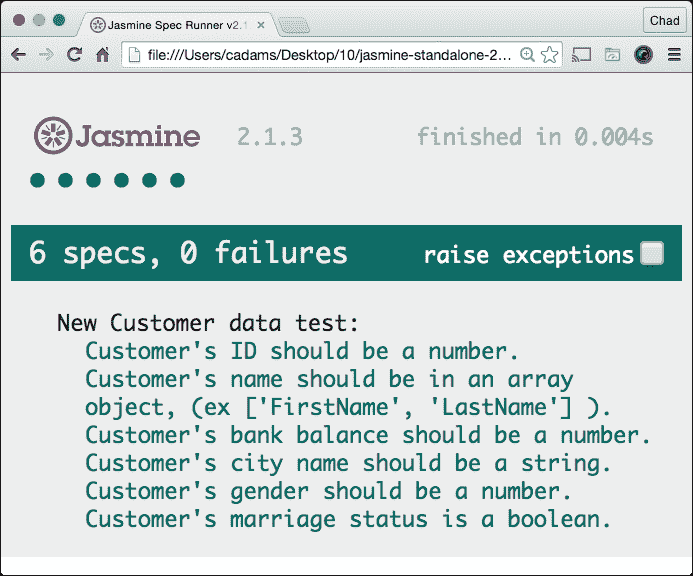 Jasmine Spec Runner v2.1
Chad
file:///Users/cadams/Desktop/10/jasmine-standalone-2...
Jasmine 2.1.3 finished in 0.004s
6 specs, 0 failures raise exceptions
New Customer data test:
Customer's ID should be a number.
Customer's name should be in an array
object, (ex ['FirstName', 'LastName'] ).
Customer's bank balance should be a number.
Customer's city name should be a string.
Customer's gender should be a number.
Customer's marriage status is a boolean.